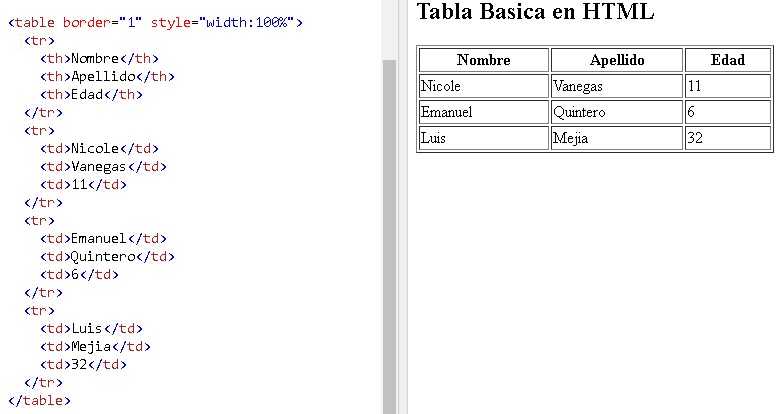 <table border="1" style="width:100%">
<tr>
<th>Nombre</th>
<th>Apellido</th>
<th>Edad</th>
</tr>
<tr>
<td>Nicole</td>
<td>Vanegas</td>
<td>11</td>
</tr>
<tr>
<td>Emanuel</td>
<td>Quintero</td>
<td>6</td>
</tr>
<tr>
<td>Luis</td>
<td>Mejia</td>
<td>32</td>
</tr>
</table>
Tabla Basica en HTML
Nombre Apellido Edad
Nicole Vanegas 11
Emanuel Quintero 6
Luis Mejia 32